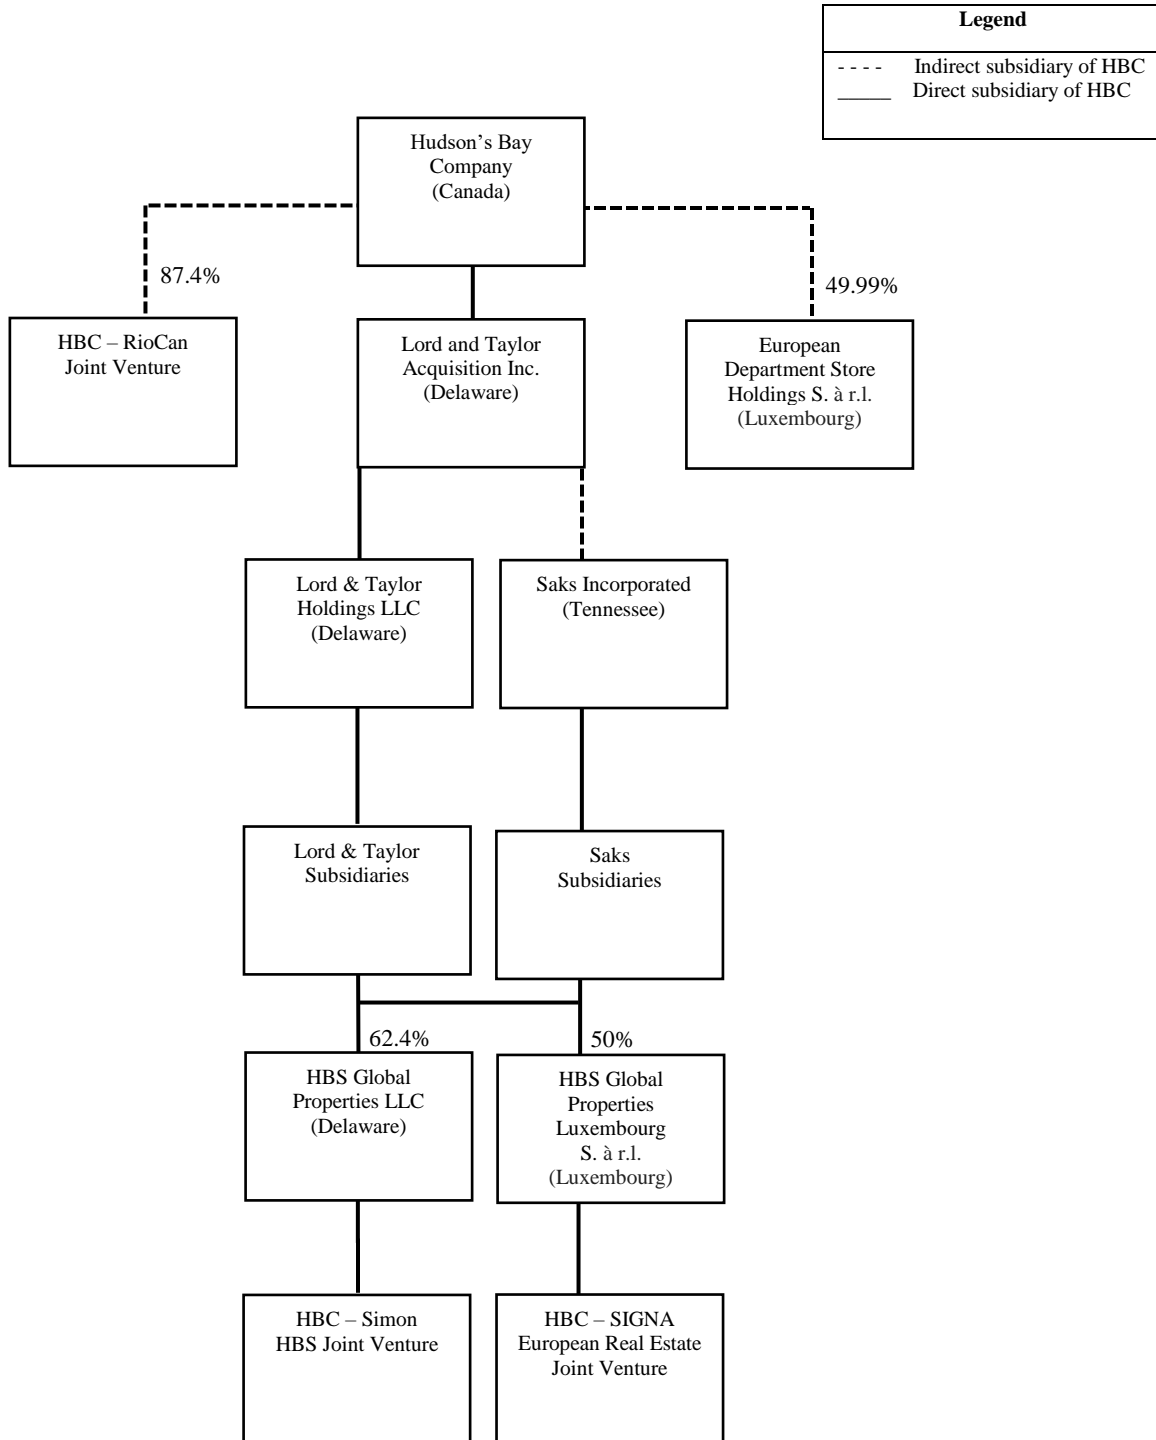 Legend
- - - - Indirect subsidiary of HBC
_____ Direct subsidiary of HBC
Hudson’s Bay
Company
(Canada)
87.4%
49.99%
HBC – RioCan
Joint Venture
Lord and Taylor
Acquisition Inc.
(Delaware)
European
Department Store
Holdings S. à r.l.
(Luxembourg)
Lord & Taylor
Holdings LLC
(Delaware)
Saks Incorporated
(Tennessee)
Lord & Taylor
Subsidiaries
Saks
Subsidiaries
62.4%
50%
HBS Global
Properties LLC
(Delaware)
HBS Global
Properties
Luxembourg
S. à r.l.
(Luxembourg)
HBC – Simon
HBS Joint Venture
HBC – SIGNA
European Real Estate
Joint Venture